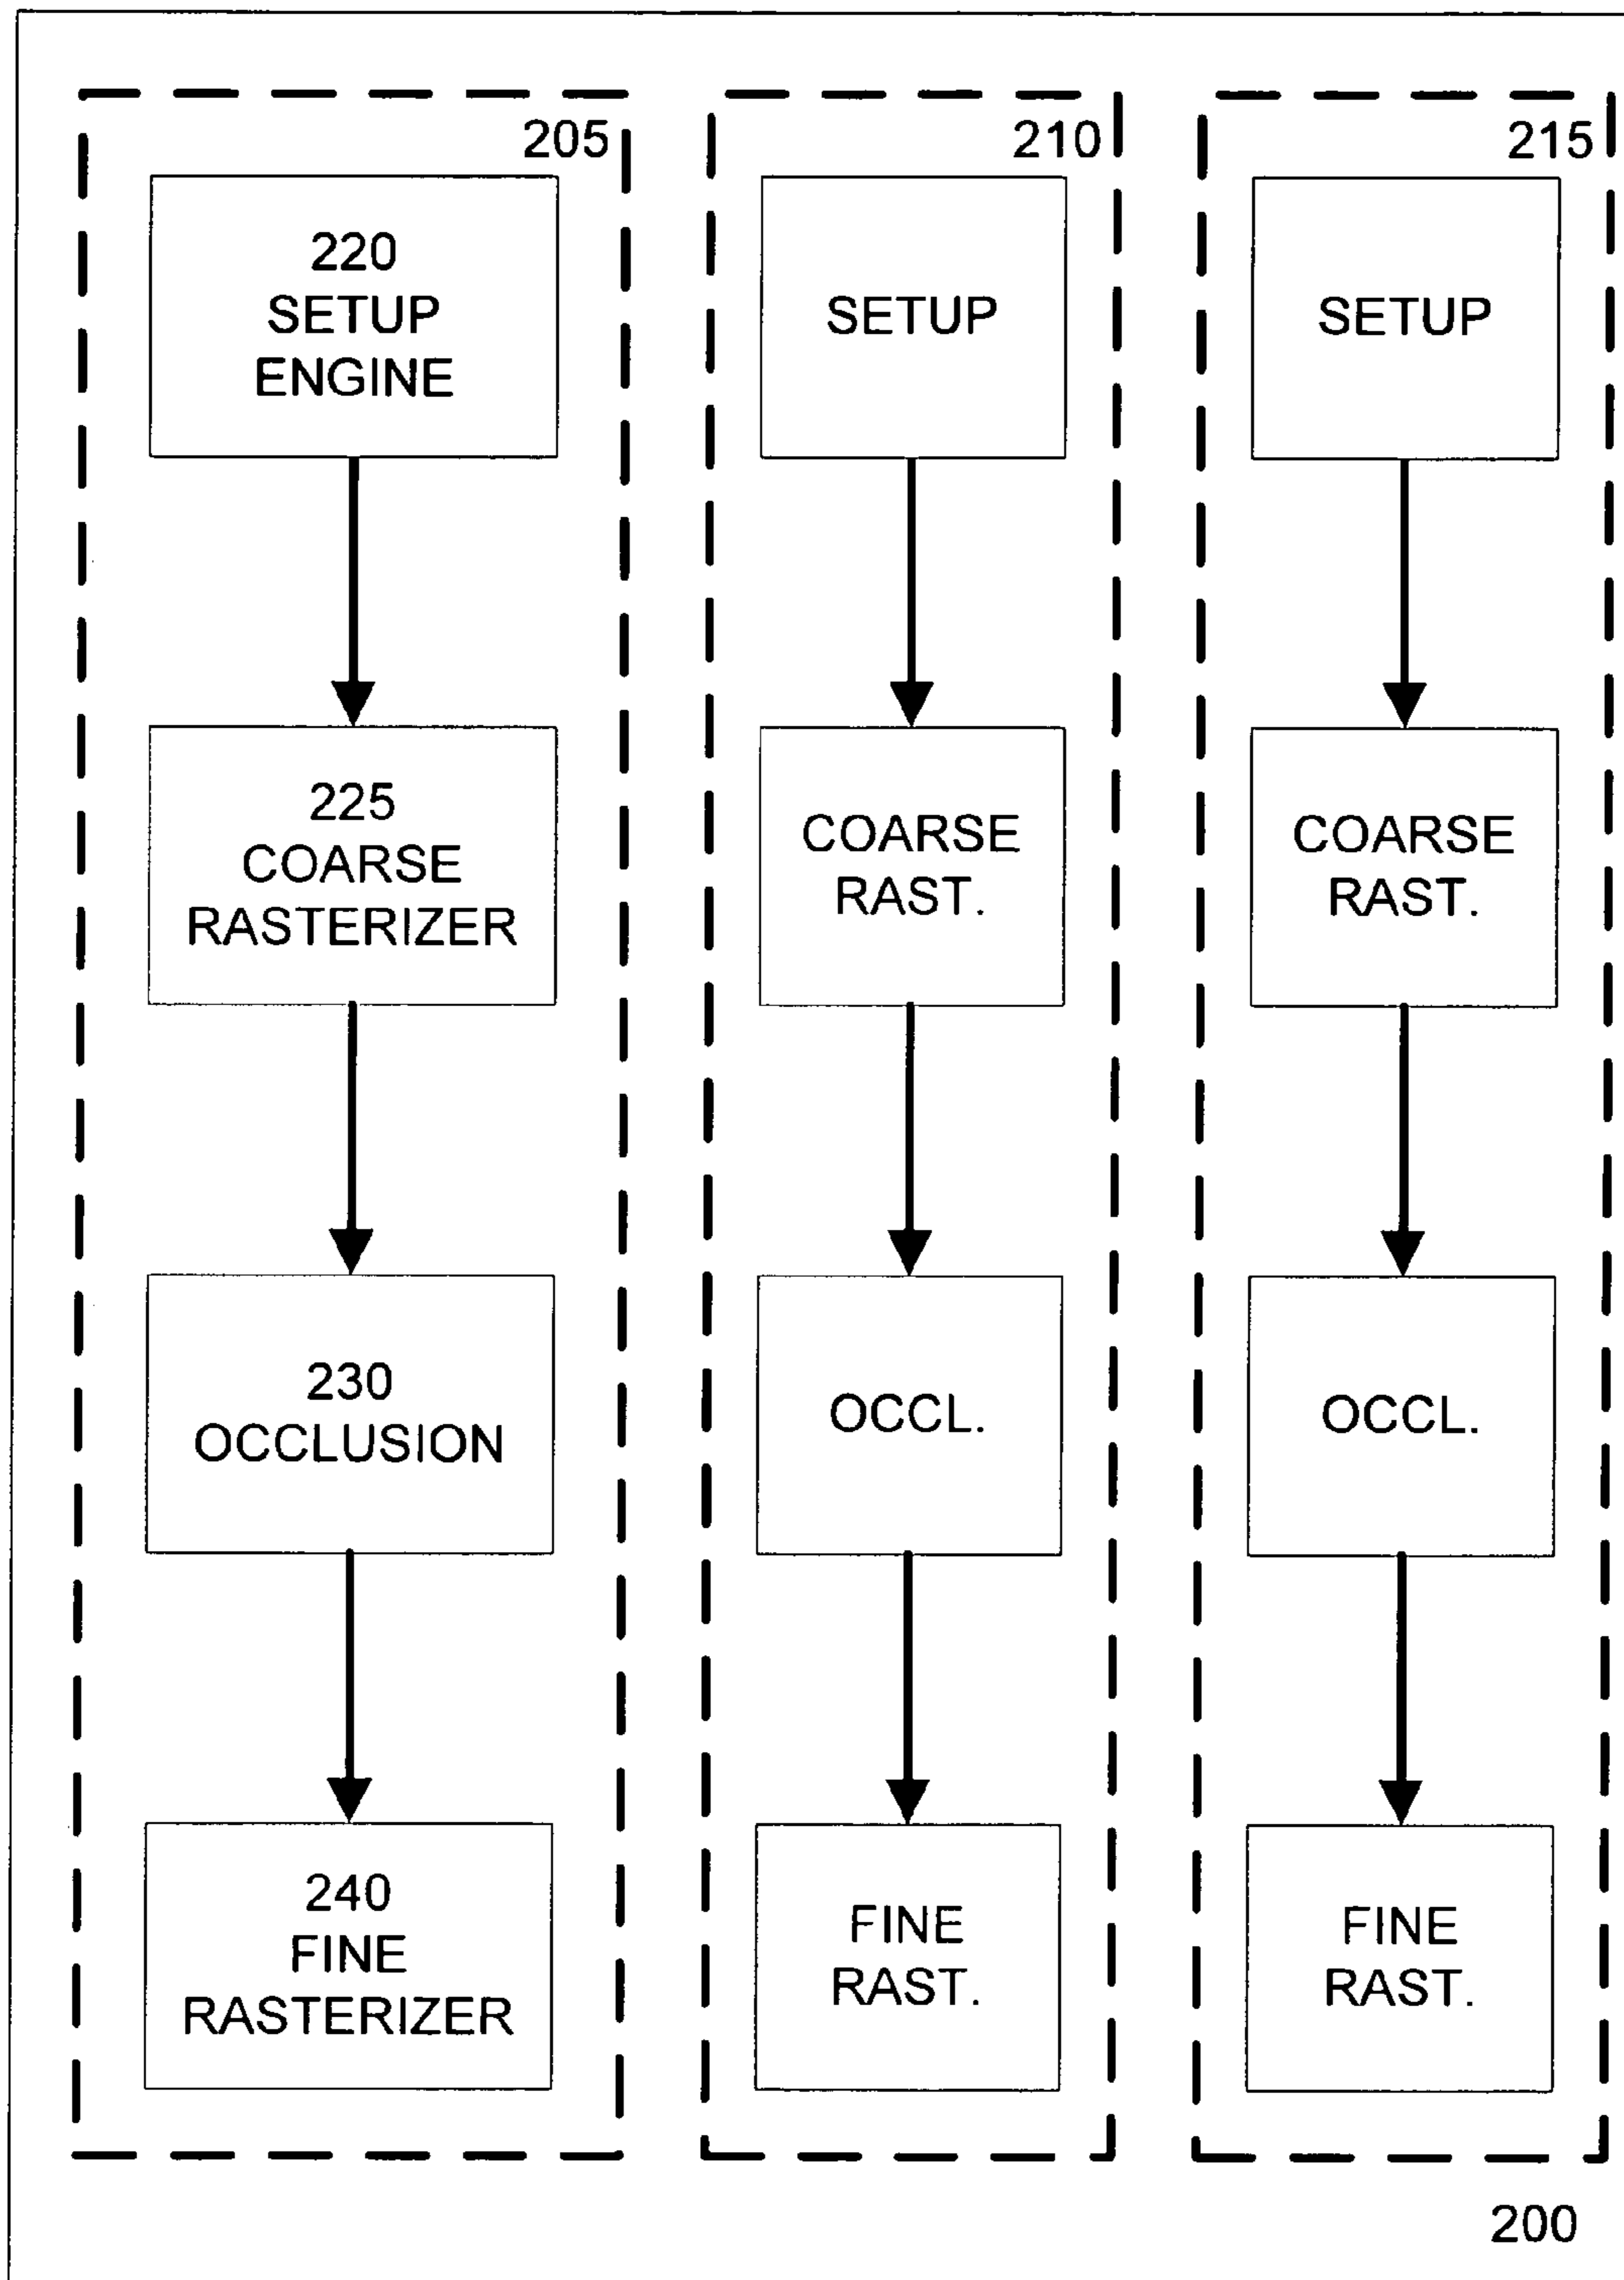 205
220
SETUP
ENGINE
225
COARSE
RASTERIZER
230
OCCLUSION
240
FINE
RASTERIZER
210
SETUP
COARSE
RAST.
OCCL.
FINE
RAST.
215
SETUP
COARSE
RAST.
OCCL.
FINE
RAST.
200